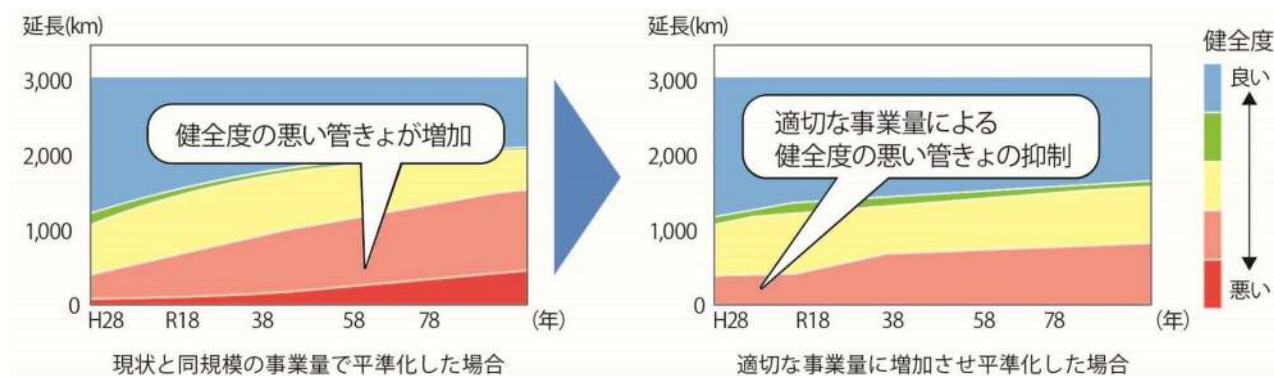 延長(km)
3,000
2,000
1,000
0
健全度の悪い管きょが増加
H28 R18 38 58 78 (年)
現状と同規模の事業量で平準化した場合
延長(km)
3,000
2,000
1,000
0
適切な事業量による
健全度の悪い管きょの抑制
H28 R18 38 58 78 (年)
適切な事業量に増加させ平準化した場合
健全度
良い
悪い